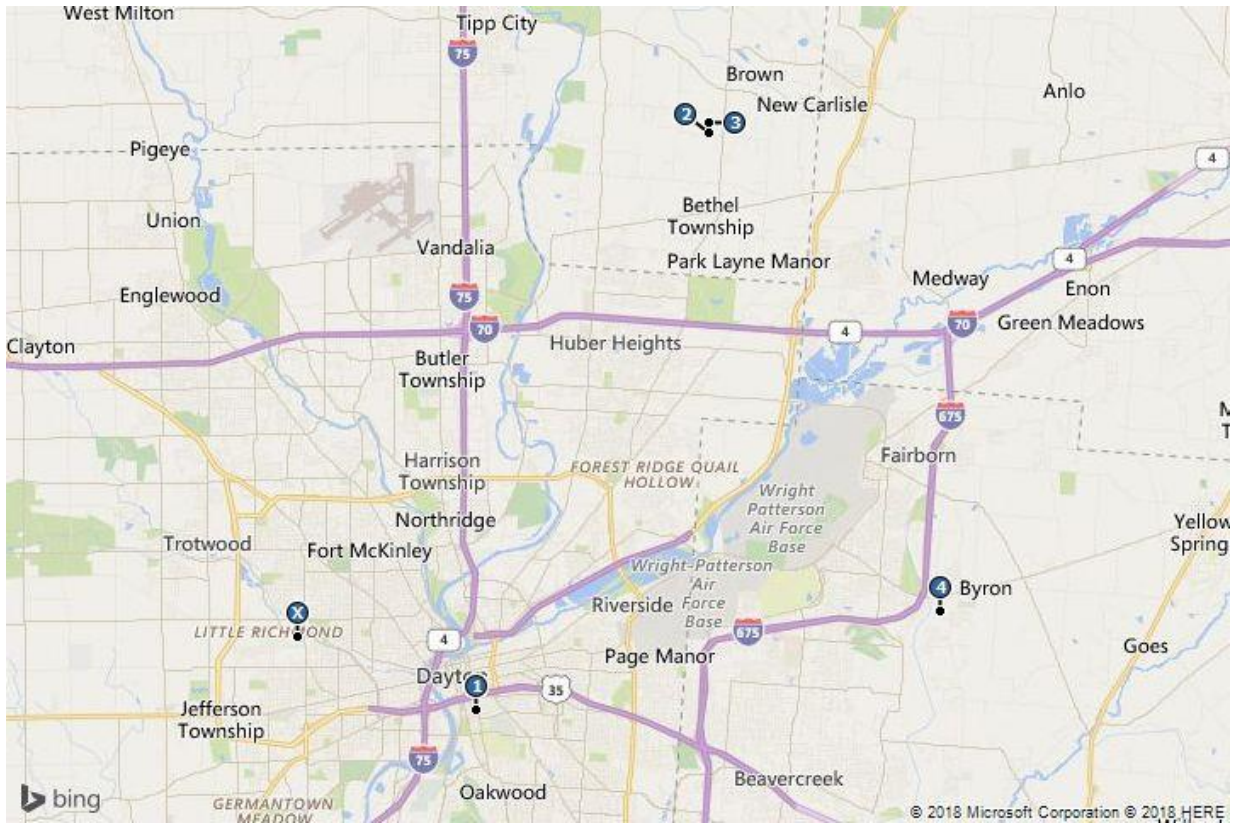 West Milton
Tipp City
75
Brown
2
3
New Carlisle
Anlo
Pigeye
4
Union
Bethel
Township
Vandalia
Park Layne Manor
4
Medway
Englewood
75
Enon
70
70
Green Meadows
Clayton
4
Huber Heights
Butler
Township
675
Harrison
Township
FOREST RIDGE QUAIL
HOLLOW
Fairborn
Wright
Patterson
Air Force
Base
Northridge
Trotwood
Fort McKinley
Yellow
Spring
Wright-Patterson
Air
Force
Base
4
Byron
Riverside
X
LITTLE RICHMOND
4
675
Page Manor
Goes
Dayto
1
35
Jefferson
Township
75
Beavercreek
Oakwood
GERMANTOWN
MEADOW
bing
© 2018 Microsoft Corporation © 2018 HERE